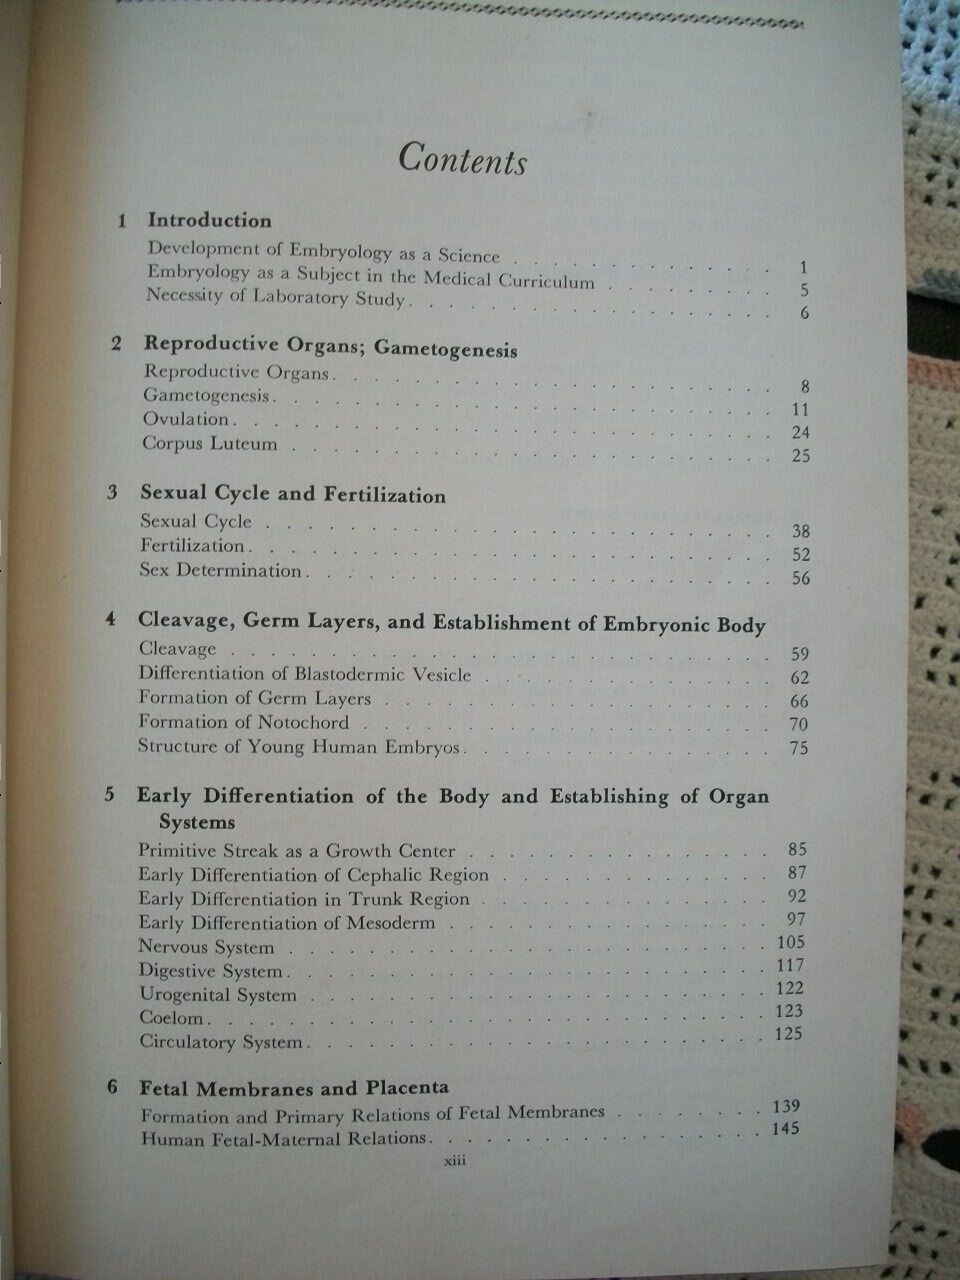 Contents
1 Introduction
Development of Embryology as a Science . . . . . . . . . . . . . 1
Embryology as a Subject in the Medical Curriculum . . . . . . . . . 5
Necessity of Laboratory Study . . . . . . . . . . . . . . . . 6
2 Reproductive Organs; Gametogenesis
Reproductive Organs . . . . . . . . . . . . . . . . . . . 8
Gametogenesis . . . . . . . . . . . . . . . . . . . . . 11
Ovulation . . . . . . . . . . . . . . . . . . . . . . . 24
Corpus Luteum . . . . . . . . . . . . . . . . . . . . 25
3 Sexual Cycle and Fertilization
Sexual Cycle . . . . . . . . . . . . . . . . . . . . . 38
Fertilization . . . . . . . . . . . . . . . . . . . . . . 52
Sex Determination . . . . . . . . . . . . . . . . . . . . 56
4 Cleavage, Germ Layers, and Establishment of Embryonic Body
Cleavage . . . . . . . . . . . . . . . . . . . . . . . 59
Differentiation of Blastodermic Vesicle . . . . . . . . . . . . . 62
Formation of Germ Layers . . . . . . . . . . . . . . . . . 66
Formation of Notochord . . . . . . . . . . . . . . . . . . 70
Structure of Young Human Embryos . . . . . . . . . . . . . . 75
5 Early Differentiation of the Body and Establishing of Organ
Systems
Primitive Streak as a Growth Center . . . . . . . . . . . . . . 85
Early Differentiation of Cephalic Region . . . . . . . . . . . . 87
Early Differentiation in Trunk Region . . . . . . . . . . . . . 92
Early Differentiation of Mesoderm . . . . . . . . . . . . . . 97
Nervous System . . . . . . . . . . . . . . . . . . . . 105
Digestive System . . . . . . . . . . . . . . . . . . . . 117
Urogenital System . . . . . . . . . . . . . . . . . . . 122
Coelom . . . . . . . . . . . . . . . . . . . . . . . 123
Circulatory System . . . . . . . . . . . . . . . . . . . 125
6 Fetal Membranes and Placenta
Formation and Primary Relations of Fetal Membranes . . . . . . . . 139
Human Fetal-Maternal Relations . . . . . . . . . . . . . . . 145
xiii